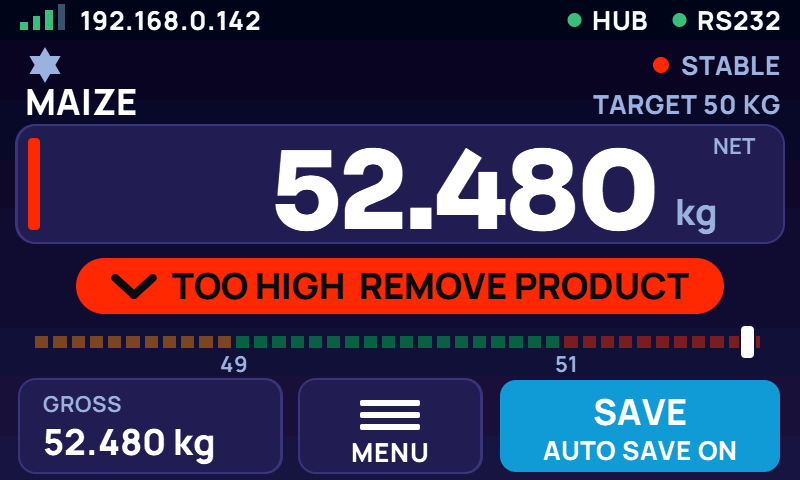 192.168.0.142 HUB RS232
STABLE
MAIZE TARGET 50 KG
NET
52.480 kg
TOO HIGH REMOVE PRODUCT
49 51
GROSS
52.480 kg
MENU
SAVE
AUTO SAVE ON